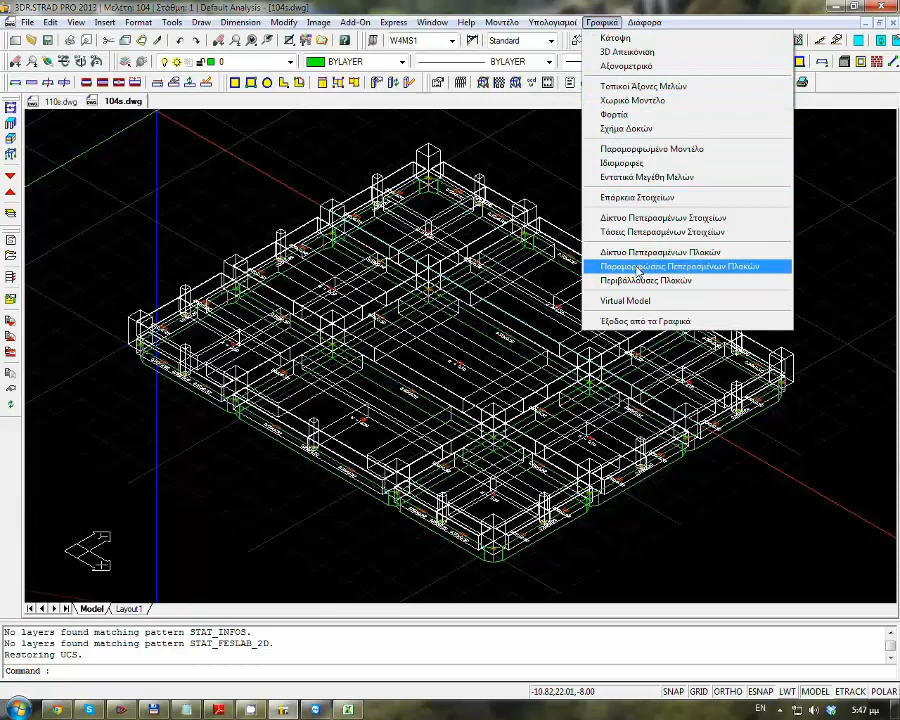 3DR.STRAD PRO 2013 | Μελέτη: 104 | Στάθμη: 1 | Default Analysis - [104s.dwg]
File Edit View Insert Format Tools Draw Dimension Modify Image Add-On Express Window Help Μοντέλο Υπολογισμοί Γραφικά Διάφορα
W4MS1 Standard
0 BYLAYER BYLAYER
110s.dwg 104s.dwg
Κάτοψη
3D Απεικόνιση
Αξονομετρικό
Τοπικοί Άξονες Μελών
Χωρικό Μοντέλο
Φορτία
Σχήμα Δοκών
Παραμορφωμένο Μοντέλο
Ιδιομορφές
Εντατικά Μεγέθη Μελών
Επάρκεια Στοιχείων
Δίκτυο Πεπερασμένων Στοιχείων
Τάσεις Πεπερασμένων Στοιχείων
Δίκτυο Πεπερασμένων Πλακών
Παραμορφώσεις Πεπερασμένων Πλακών
Περιβάλλουσες Πλακών
Virtual Model
Έξοδος από τα Γραφικά
Model Layout1
No layers found matching pattern STAT_INFOS.
No layers found matching pattern STAT_FESLAB_2D.
Restoring UCS.
Command :
-10.82,22.01,-8.00 SNAP GRID ORTHO ESNAP LWT MODEL ETRACK POLAR
EN 5:47 μμ